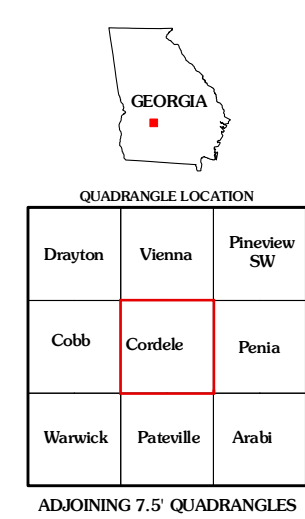 GEORGIA
QUADRANGLE LOCATION
Drayton
Vienna
Pineview
SW
Cobb
Cordele
Penia
Warwick
Pateville
Arabi
ADJOINING 7.5' QUADRANGLES